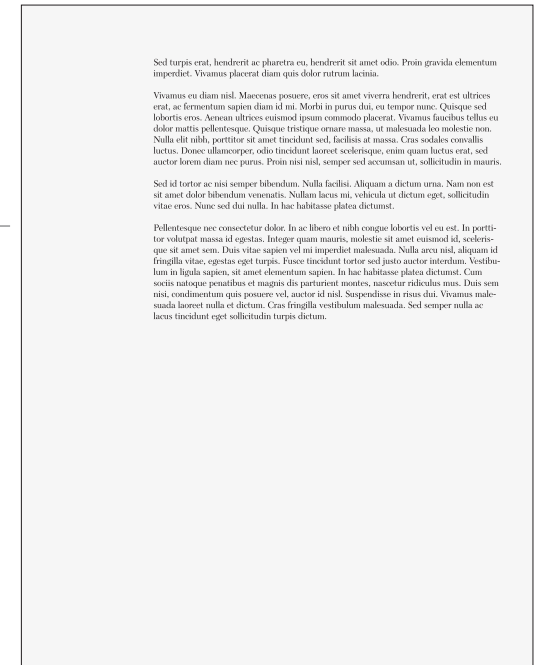 Sed turpis erat, hendrerit ac pharetra eu, hendrerit sit amet odio. Proin gravida elementum
imperdiet. Vivamus placerat diam quis dolor rutrum lacinia.
Vivamus eu diam nisl. Maecenas posuere, eros sit amet viverra hendrerit, erat est ultrices
erat, ac fermentum sapien diam id mi. Morbi in purus dui, eu tempor nunc. Quisque sed
lobortis eros. Aenean ultrices euismod ipsum commodo placerat. Vivamus faucibus tellus eu
dolor mattis pellentesque. Quisque tristique ornare massa, ut malesuada leo molestie non.
Nulla elit nibh, porttitor sit amet tincidunt sed, facilisis at massa. Cras sodales convallis
luctus. Donec ullamcorper, odio tincidunt laoreet scelerisque, enim quam luctus erat, sed
auctor lorem diam nec purus. Proin nisi nisl, semper sed accumsan ut, sollicitudin in mauris.
Sed id tortor ac nisi semper bibendum. Nulla facilisi. Aliquam a dictum urna. Nam non est
sit amet dolor bibendum venenatis. Nullam lacus mi, vehicula ut dictum eget, sollicitudin
vitae eros. Nunc sed dui nulla. In hac habitasse platea dictumst.
Pellentesque nec consectetur dolor. In ac libero et nibh congue lobortis vel eu est. In portti-
tor volutpat massa id egestas. Integer quam mauris, molestie sit amet euismod id, sceleris-
que sit amet sem. Duis vitae sapien vel mi imperdiet malesuada. Nulla arcu nisl, aliquam id
fringilla vitae, egestas eget turpis. Fusce tincidunt tortor sed justo auctor interdum. Vestibu-
lum in ligula sapien, sit amet elementum sapien. In hac habitasse platea dictumst. Cum
sociis natoque penatibus et magnis dis parturient montes, nascetur ridiculus mus. Duis sem
nisi, condimentum quis posuere vel, auctor id nisl. Suspendisse in risus dui. Vivamus male-
suada laoreet nulla et dictum. Cras fringilla vestibulum malesuada. Sed semper nulla ac
lacus tincidunt eget sollicitudin turpis dictum.